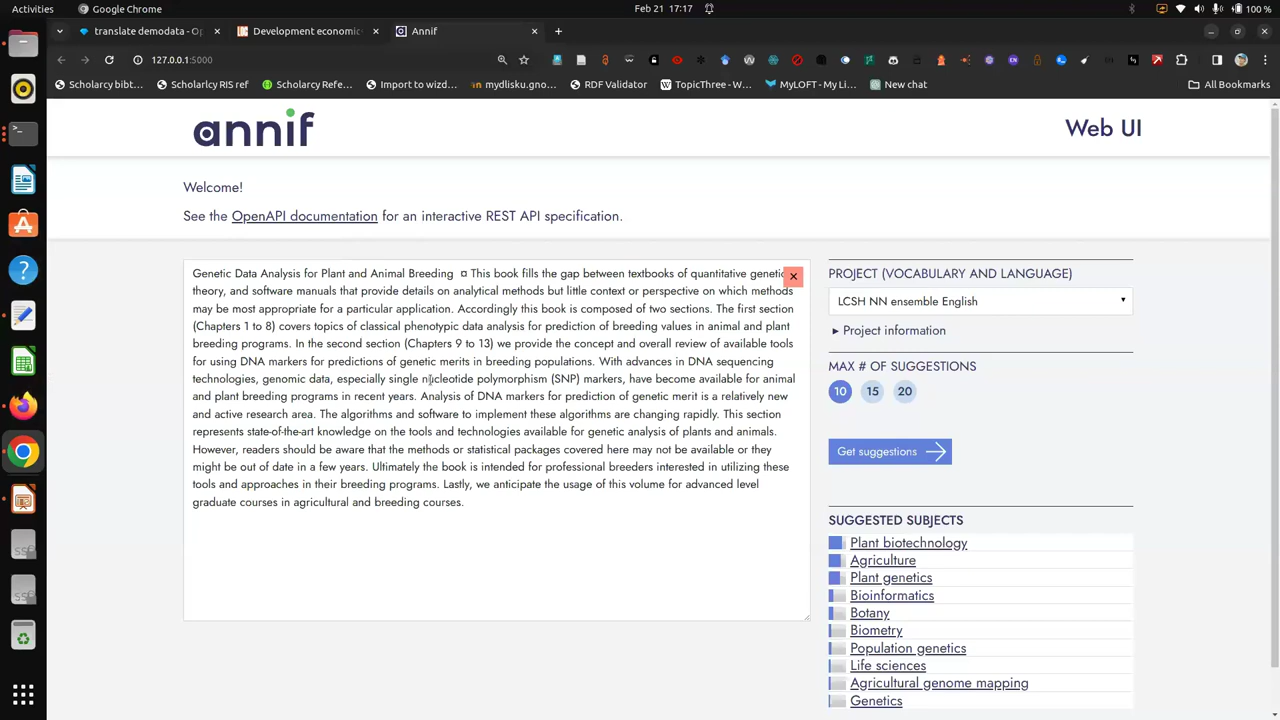 Activities
Google Chrome
Feb 21 17:17
100 %
translate demodata - Op
Development economic
Annif
127.0.0.1:5000
Scholarcy bibt...
Scholarlcy RIS ref
Scholarcy Refe...
Import to wizd...
mydlisku.gno...
RDF Validator
TopicThree - W...
MyLOFT - My Li...
New chat
All Bookmarks
annif
Web UI
Welcome!
See the OpenAPI documentation for an interactive REST API specification.
Genetic Data Analysis for Plant and Animal Breeding ¤ This book fills the gap between textbooks of quantitative genetic
theory, and software manuals that provide details on analytical methods but little context or perspective on which methods
may be most appropriate for a particular application. Accordingly this book is composed of two sections. The first section
(Chapters 1 to 8) covers topics of classical phenotypic data analysis for prediction of breeding values in animal and plant
breeding programs. In the second section (Chapters 9 to 13) we provide the concept and overall review of available tools
for using DNA markers for predictions of genetic merits in breeding populations. With advances in DNA sequencing
technologies, genomic data, especially single nucleotide polymorphism (SNP) markers, have become available for animal
and plant breeding programs in recent years. Analysis of DNA markers for prediction of genetic merit is a relatively new
and active research area. The algorithms and software to implement these algorithms are changing rapidly. This section
represents state-of-the-art knowledge on the tools and technologies available for genetic analysis of plants and animals.
However, readers should be aware that the methods or statistical packages covered here may not be available or they
might be out of date in a few years. Ultimately the book is intended for professional breeders interested in utilizing these
tools and approaches in their breeding programs. Lastly, we anticipate the usage of this volume for advanced level
graduate courses in agricultural and breeding courses.
PROJECT (VOCABULARY AND LANGUAGE)
LCSH NN ensemble English
Project information
MAX # OF SUGGESTIONS
10 15 20
Get suggestions
SUGGESTED SUBJECTS
Plant biotechnology
Agriculture
Plant genetics
Bioinformatics
Botany
Biometry
Population genetics
Life sciences
Agricultural genome mapping
Genetics